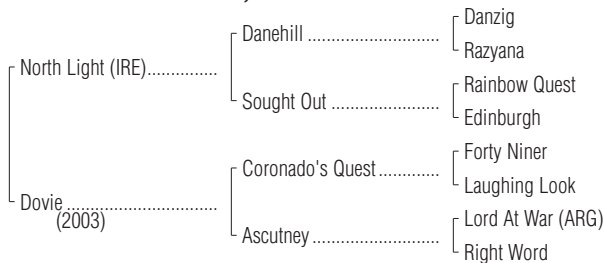 Danzig
Danehill ...........................
Razyana
North Light (IRE)..............
Rainbow Quest
Sought Out ......................
Edinburgh
Forty Niner
Coronado's Quest............
Laughing Look
Dovie ..............................
(2003)
Lord At War (ARG)
Ascutney ..........................
Right Word